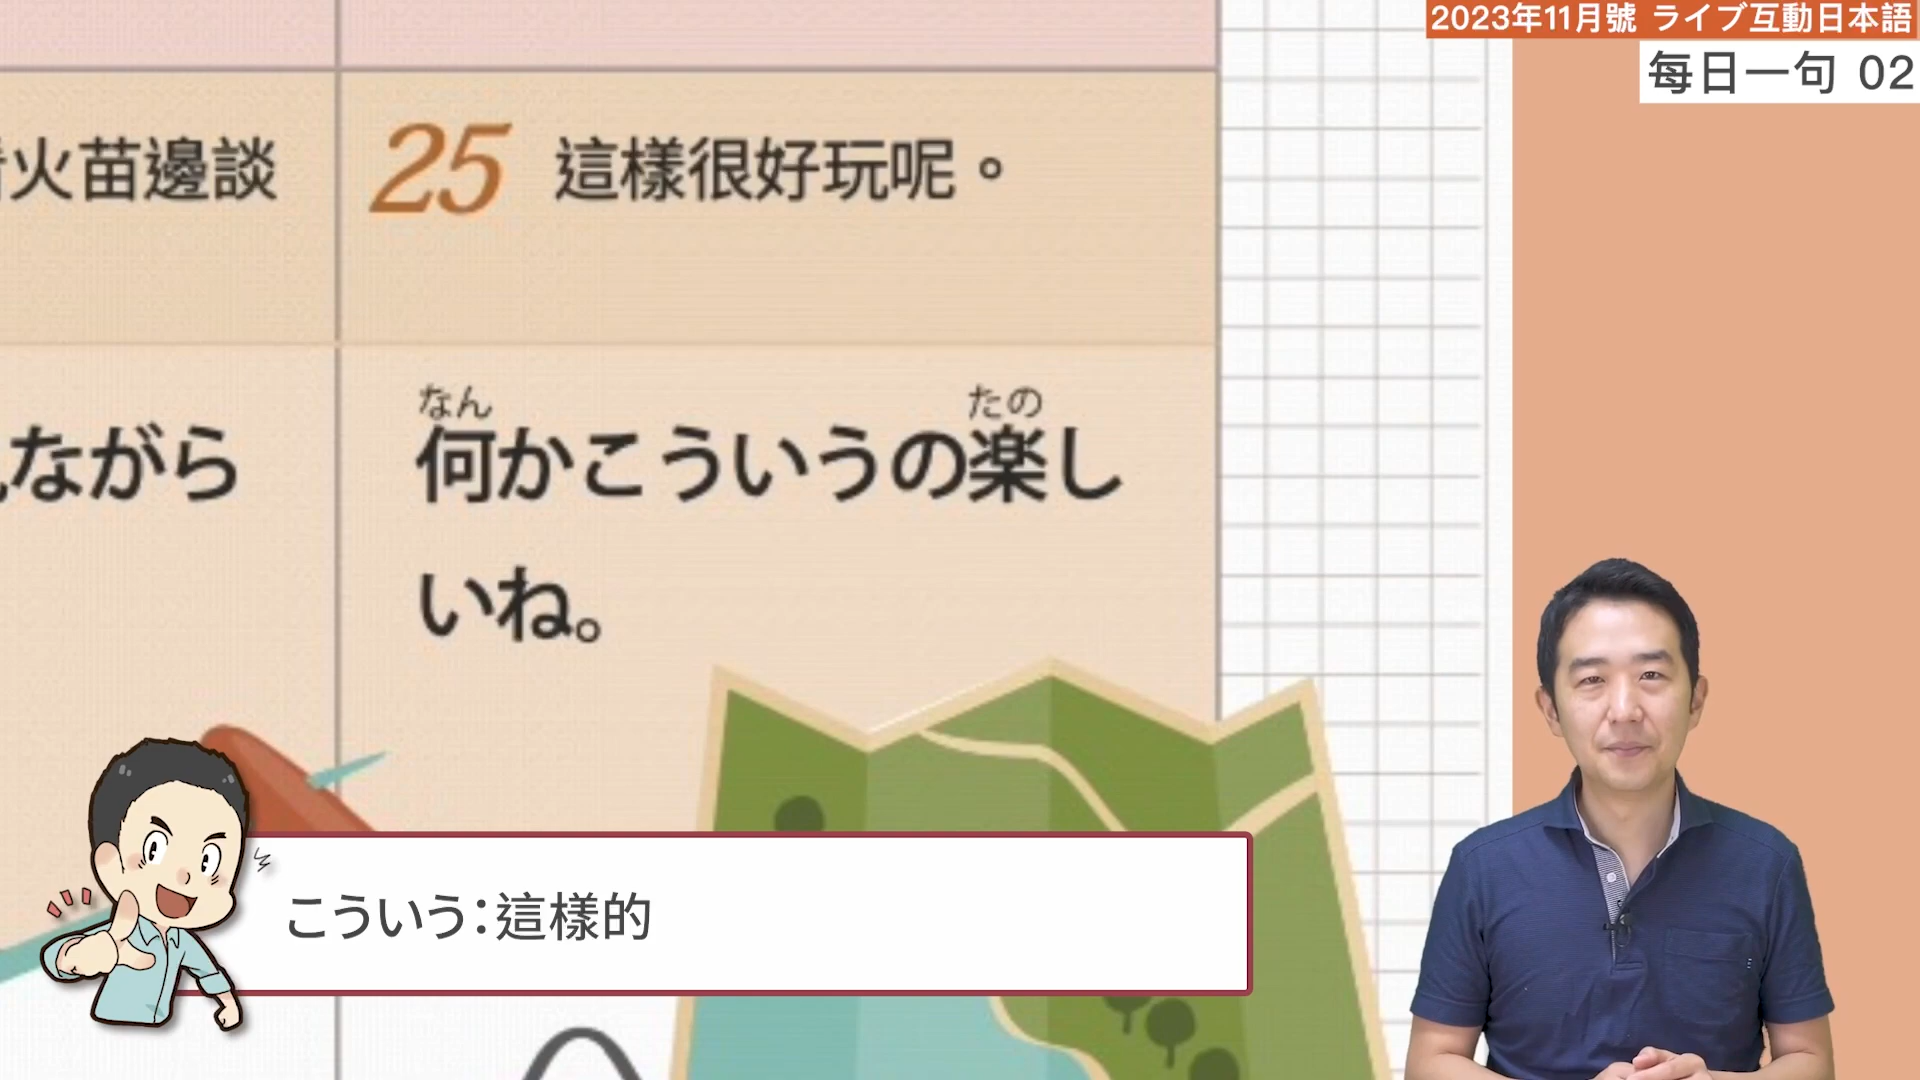 2023年11月號 ライブ互動日本語
每日一句 02
火苗邊談
25 這樣很好玩呢。
ながら
なん たの
何かこういうの楽し
いね。
こういう：這樣的